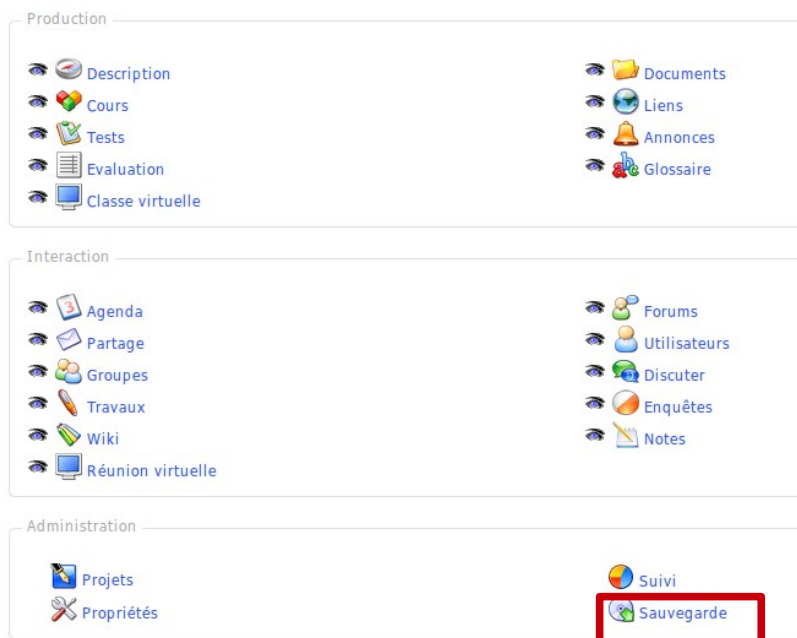 Production
Description
Documents
Cours
Liens
Tests
Annonces
Evaluation
Glossaire
Classe virtuelle
Interaction
Agenda
Forums
Partage
Utilisateurs
Groupes
Discuter
Travaux
Enquêtes
Wiki
Notes
Réunion virtuelle
Administration
Projets
Suivi
Propriétés
Sauvegarde